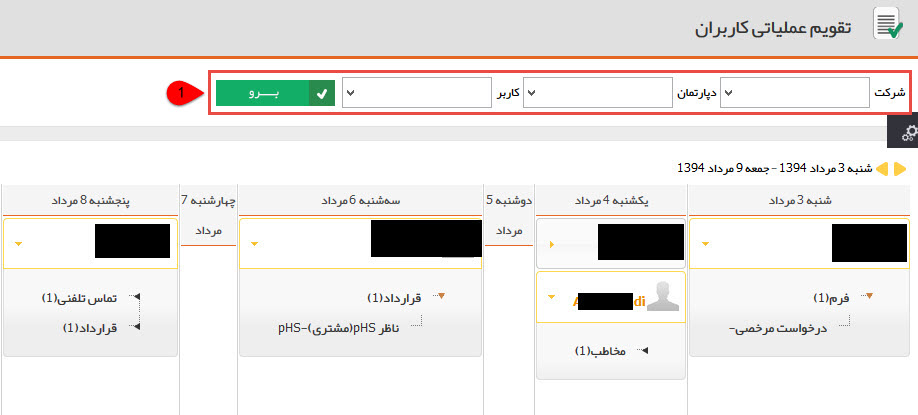 تقویم عملیاتی کاربران
شرکت دپارتمان کاربر بـــرو
1
شنبه 3 مرداد 1394 - جمعه 9 مرداد 1394
شنبه 3 مرداد
یکشنبه 4 مرداد
دوشنبه 5
مرداد
سه‌شنبه 6 مرداد
چهارشنبه 7
مرداد
پنجشنبه 8 مرداد
فرم(1)
درخواست مرخصی-
di
مخاطب(1)
قرارداد(1)
ناظر pHS(مشتری)-pHS
تماس تلفنی(1)
قرارداد(1)